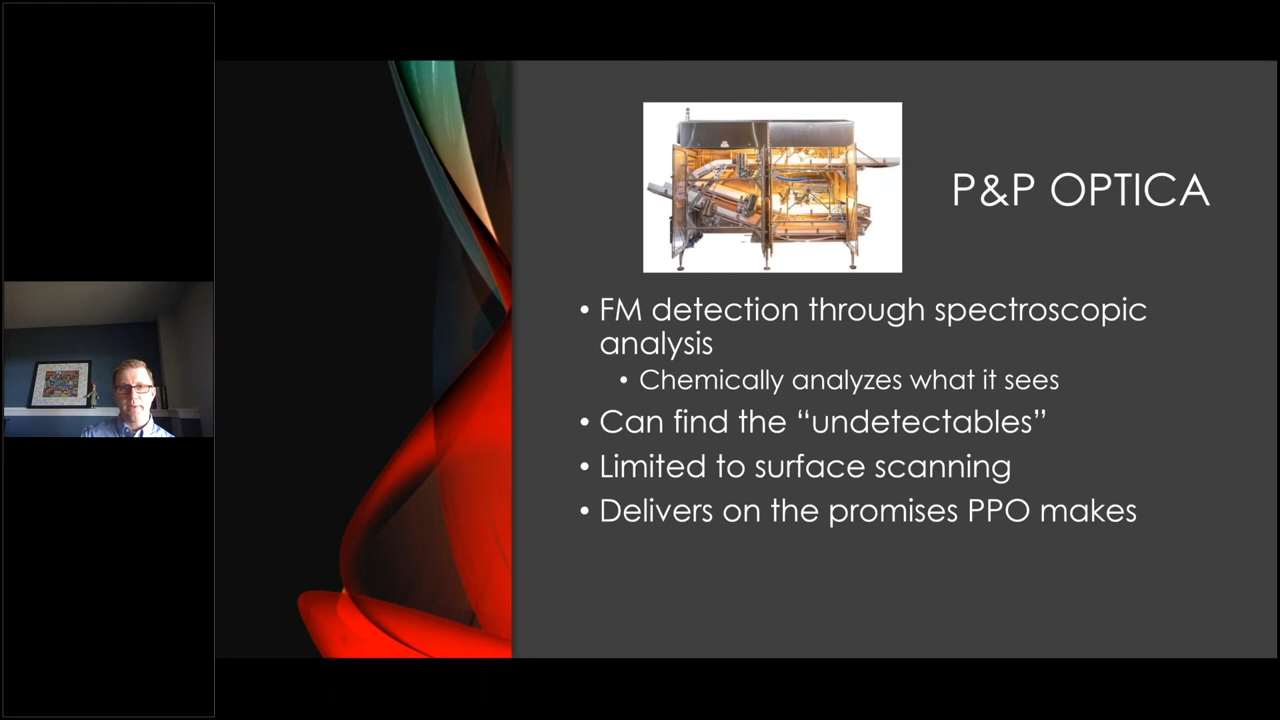 P&P OPTICA
• FM detection through spectroscopic
analysis
• Chemically analyzes what it sees
• Can find the “undetectables”
• Limited to surface scanning
• Delivers on the promises PPO makes